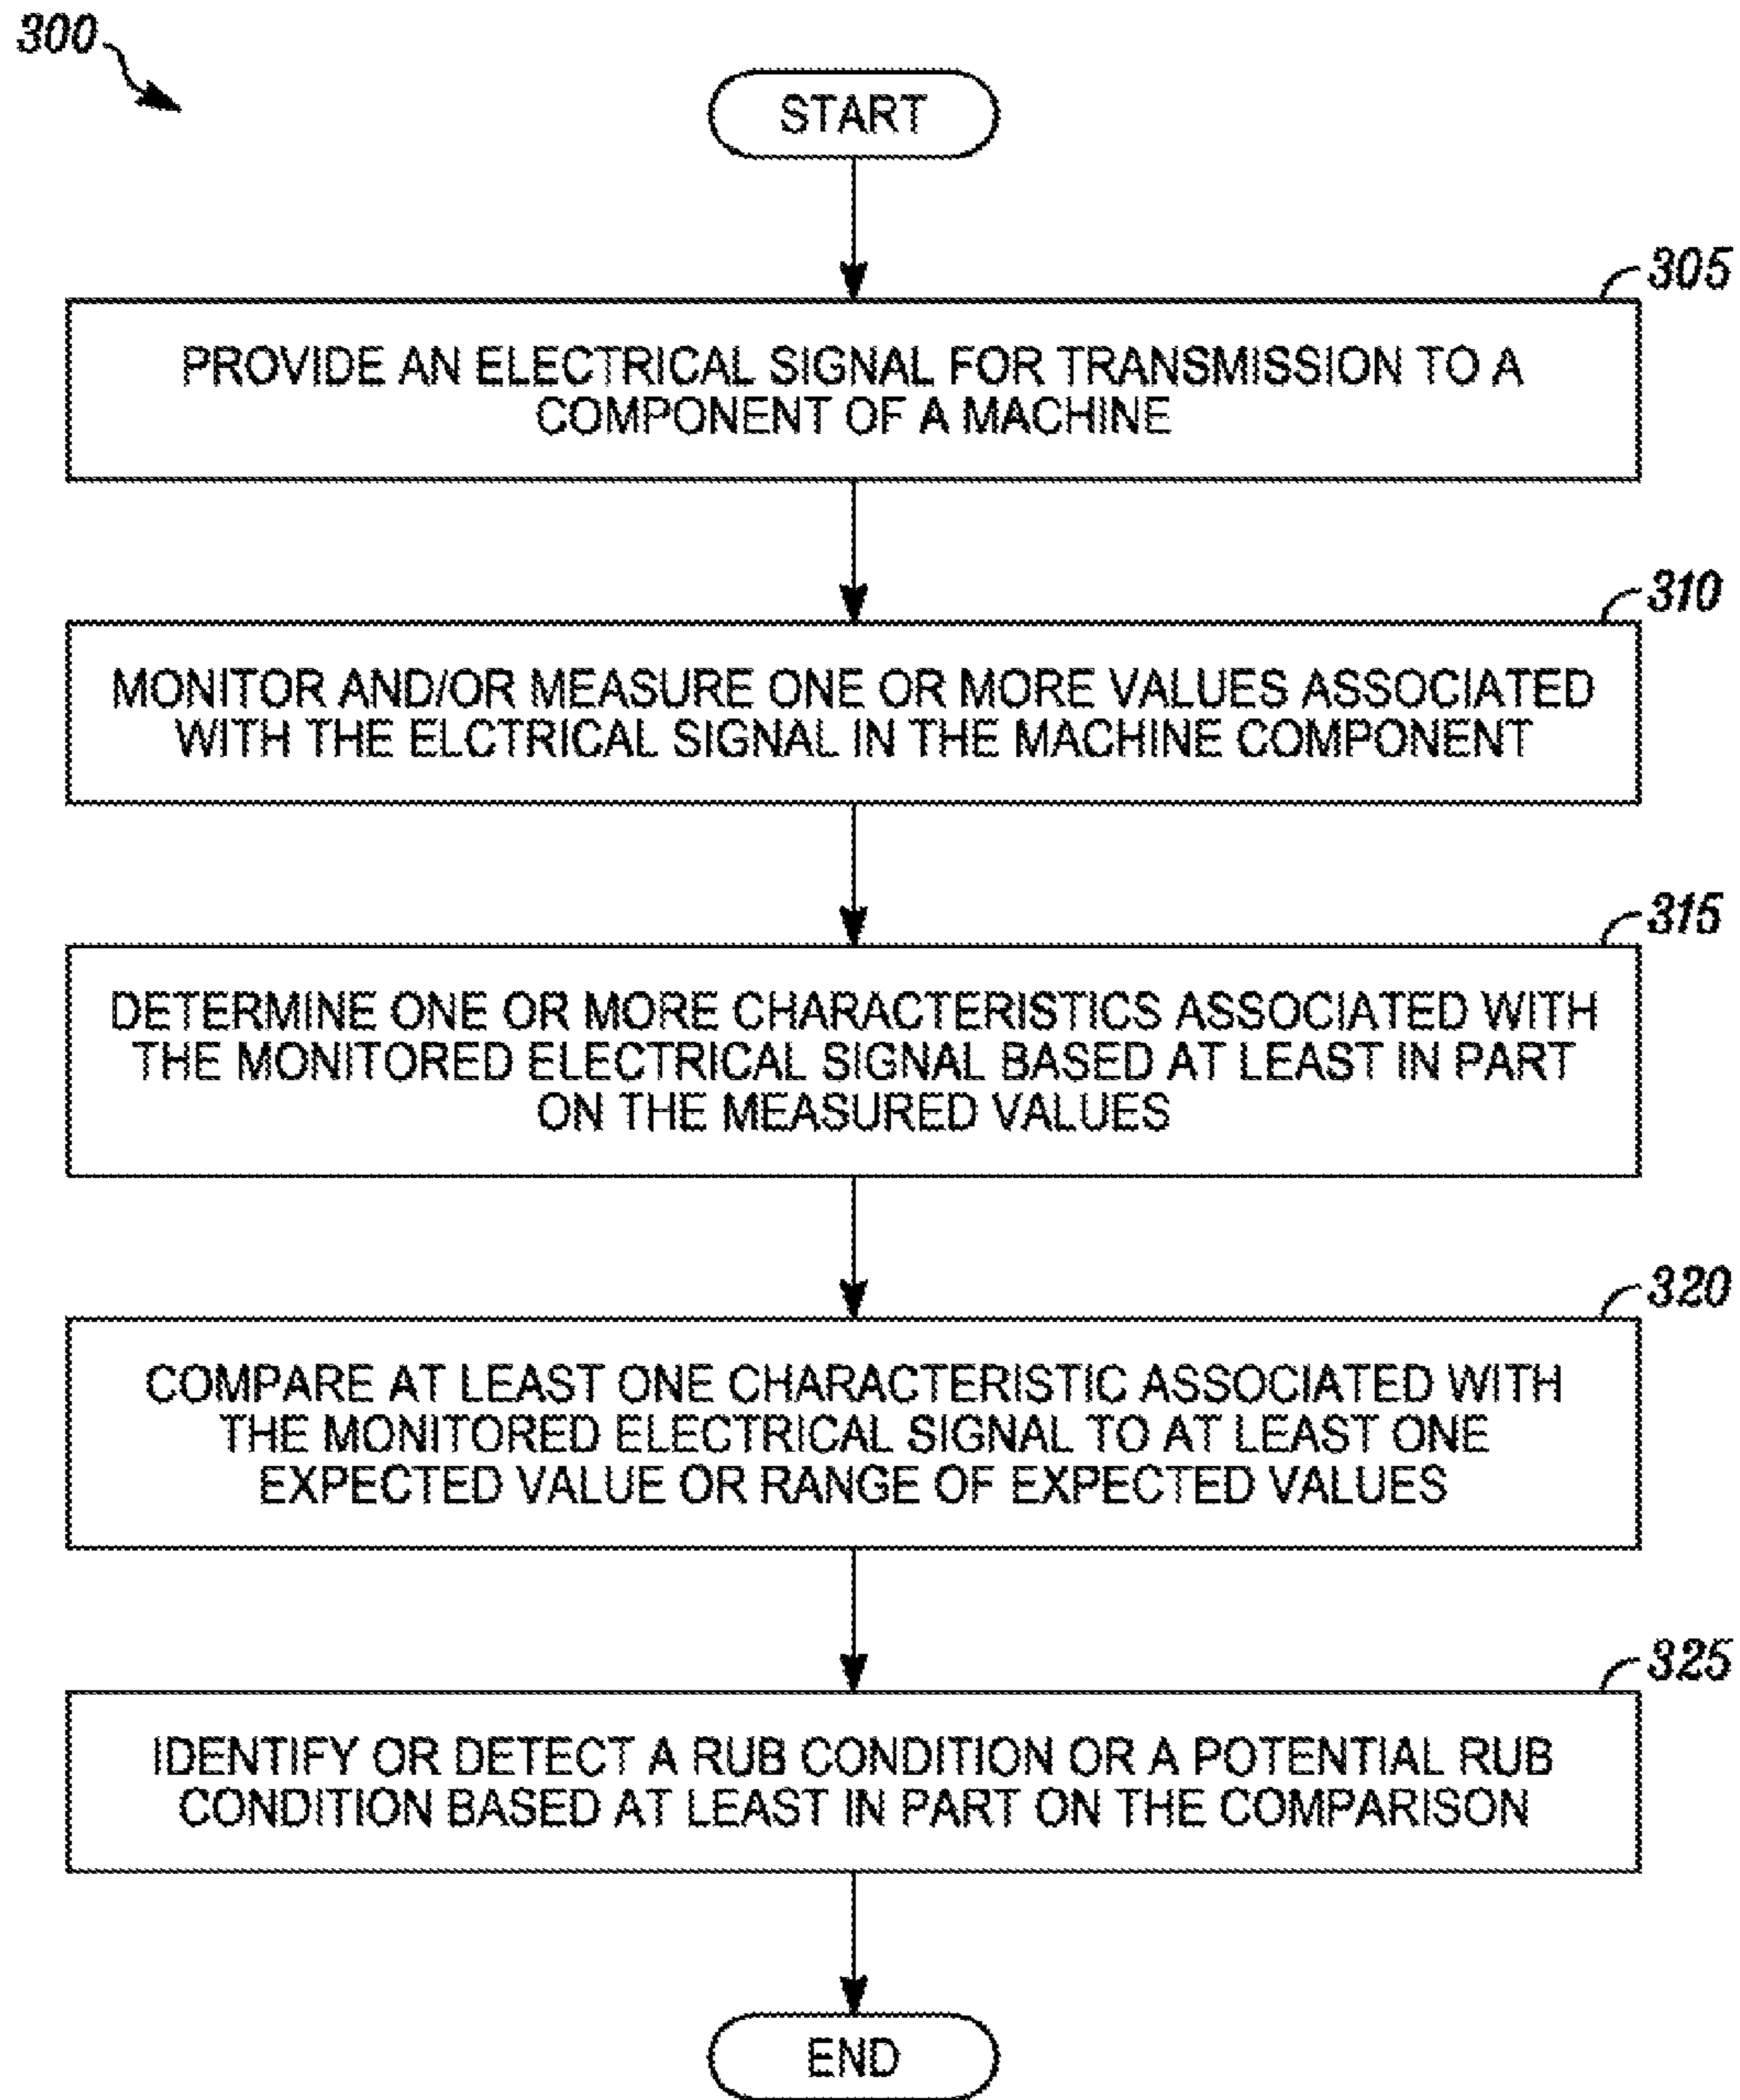 300
START
305
PROVIDE AN ELECTRICAL SIGNAL FOR TRANSMISSION TO A
COMPONENT OF A MACHINE
310
MONITOR AND/OR MEASURE ONE OR MORE VALUES ASSOCIATED
WITH THE ELCTRICAL SIGNAL IN THE MACHINE COMPONENT
315
DETERMINE ONE OR MORE CHARACTERISTICS ASSOCIATED WITH
THE MONITORED ELECTRICAL SIGNAL BASED AT LEAST IN PART
ON THE MEASURED VALUES
320
COMPARE AT LEAST ONE CHARACTERISTIC ASSOCIATED WITH
THE MONITORED ELECTRICAL SIGNAL TO AT LEAST ONE
EXPECTED VALUE OR RANGE OF EXPECTED VALUES
325
IDENTIFY OR DETECT A RUB CONDITION OR A POTENTIAL RUB
CONDITION BASED AT LEAST IN PART ON THE COMPARISON
END